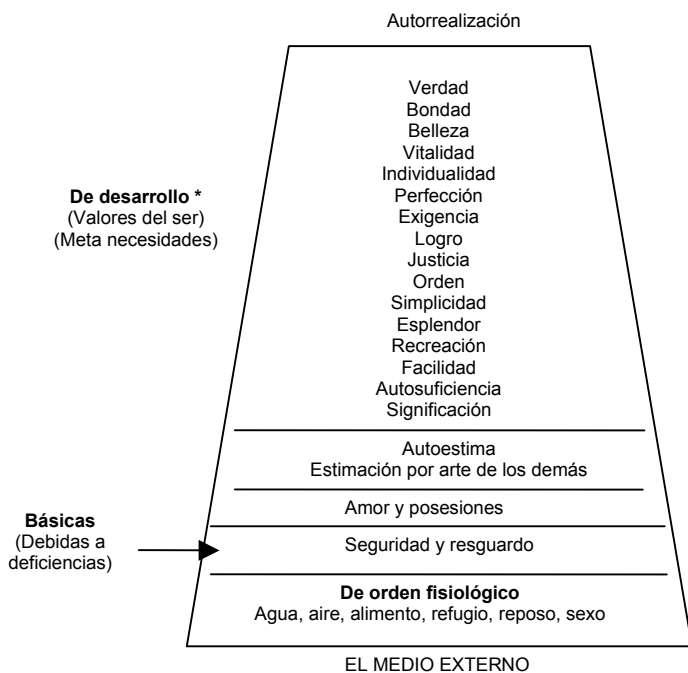 Autorrealización
Verdad
Bondad
Belleza
Vitalidad
Individualidad
Perfección
Exigencia
Logro
Justicia
Orden
Simplicidad
Esplendor
Recreación
Facilidad
Autosuficiencia
Significación
De desarrollo *
(Valores del ser)
(Meta necesidades)
Autoestima
Estimación por arte de los demás
Amor y posesiones
Básicas
(Debidas a
deficiencias)
Seguridad y resguardo
De orden fisiológico
Agua, aire, alimento, refugio, reposo, sexo
EL MEDIO EXTERNO